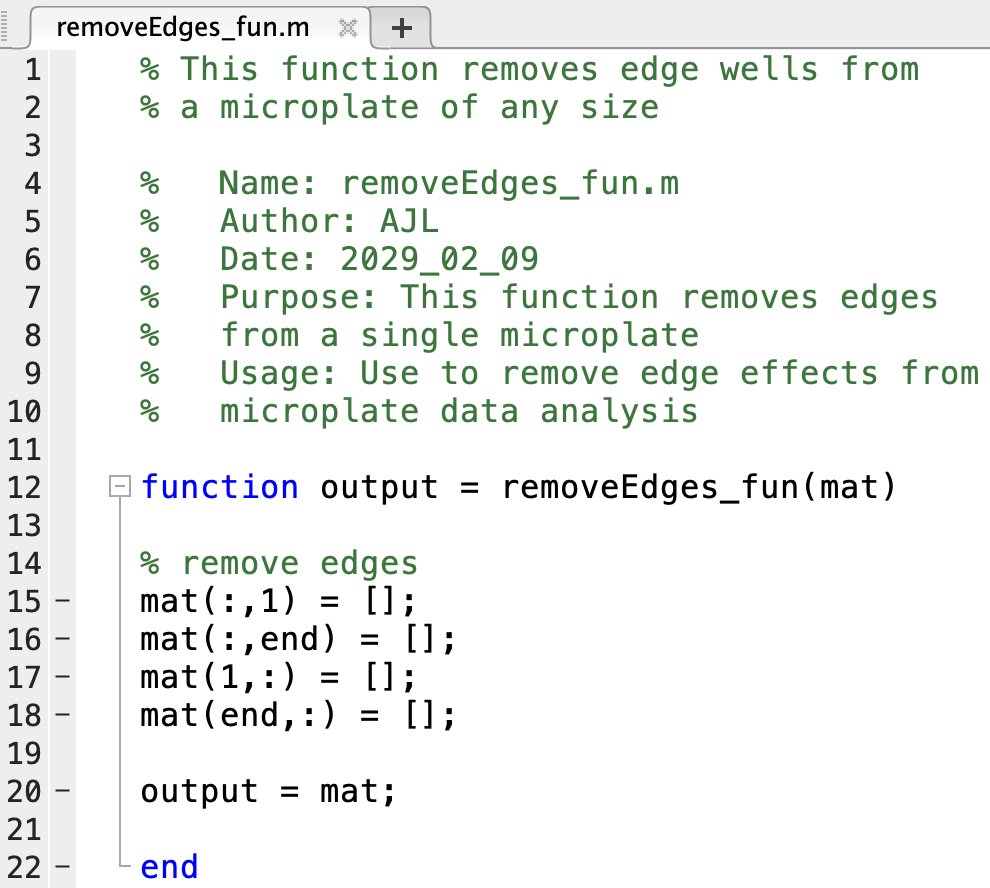 removeEdges_fun.m
+
1 % This function removes edge wells from
2 % a microplate of any size
3
4 %   Name: removeEdges_fun.m
5 %   Author: AJL
6 %   Date: 2029_02_09
7 %   Purpose: This function removes edges
8 %   from a single microplate
9 %   Usage: Use to remove edge effects from
10 %   microplate data analysis
11
12 function output = removeEdges_fun(mat)
13
14 % remove edges
15 – mat(:,1) = [];
16 – mat(:,end) = [];
17 – mat(1,:) = [];
18 – mat(end,:) = [];
19
20 – output = mat;
21
22 – end